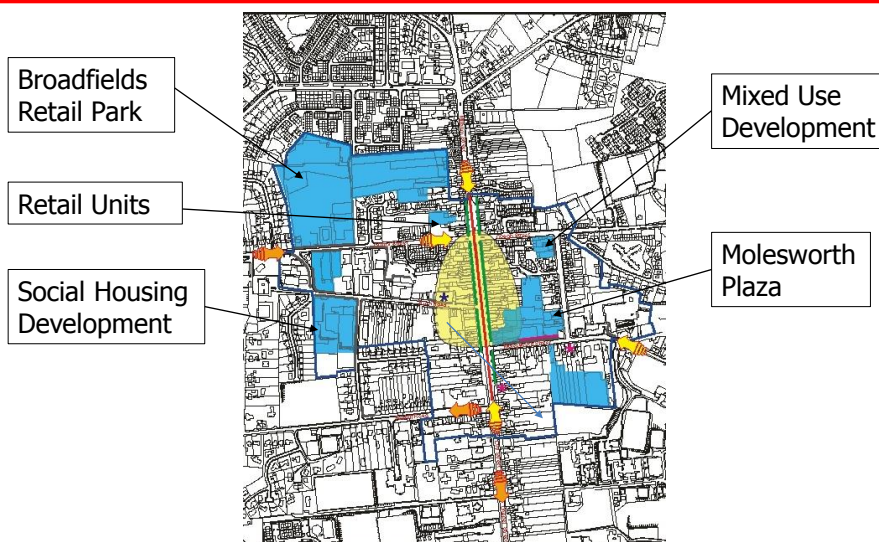 Broadfields
Retail Park
Retail Units
Social Housing
Development
Mixed Use
Development
Molesworth
Plaza